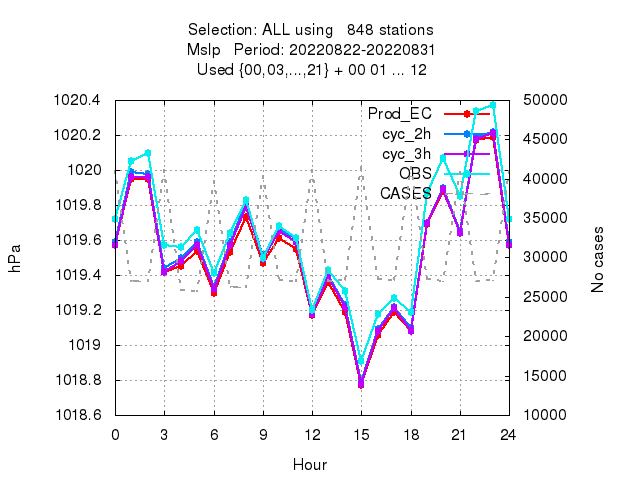 Selection: ALL using   848 stations
Mslp   Period: 20220822-20220831
Used {00,03,...,21} + 00 01 ... 12
1020.4
1020.2
1020
1019.8
1019.6
1019.4
1019.2
1019
1018.8
1018.6
hPa
Prod_EC
cyc_2h
cyc_3h
OBS
CASES
50000
45000
40000
35000
30000
25000
20000
15000
10000
No cases
0 3 6 9 12 15 18 21 24
Hour